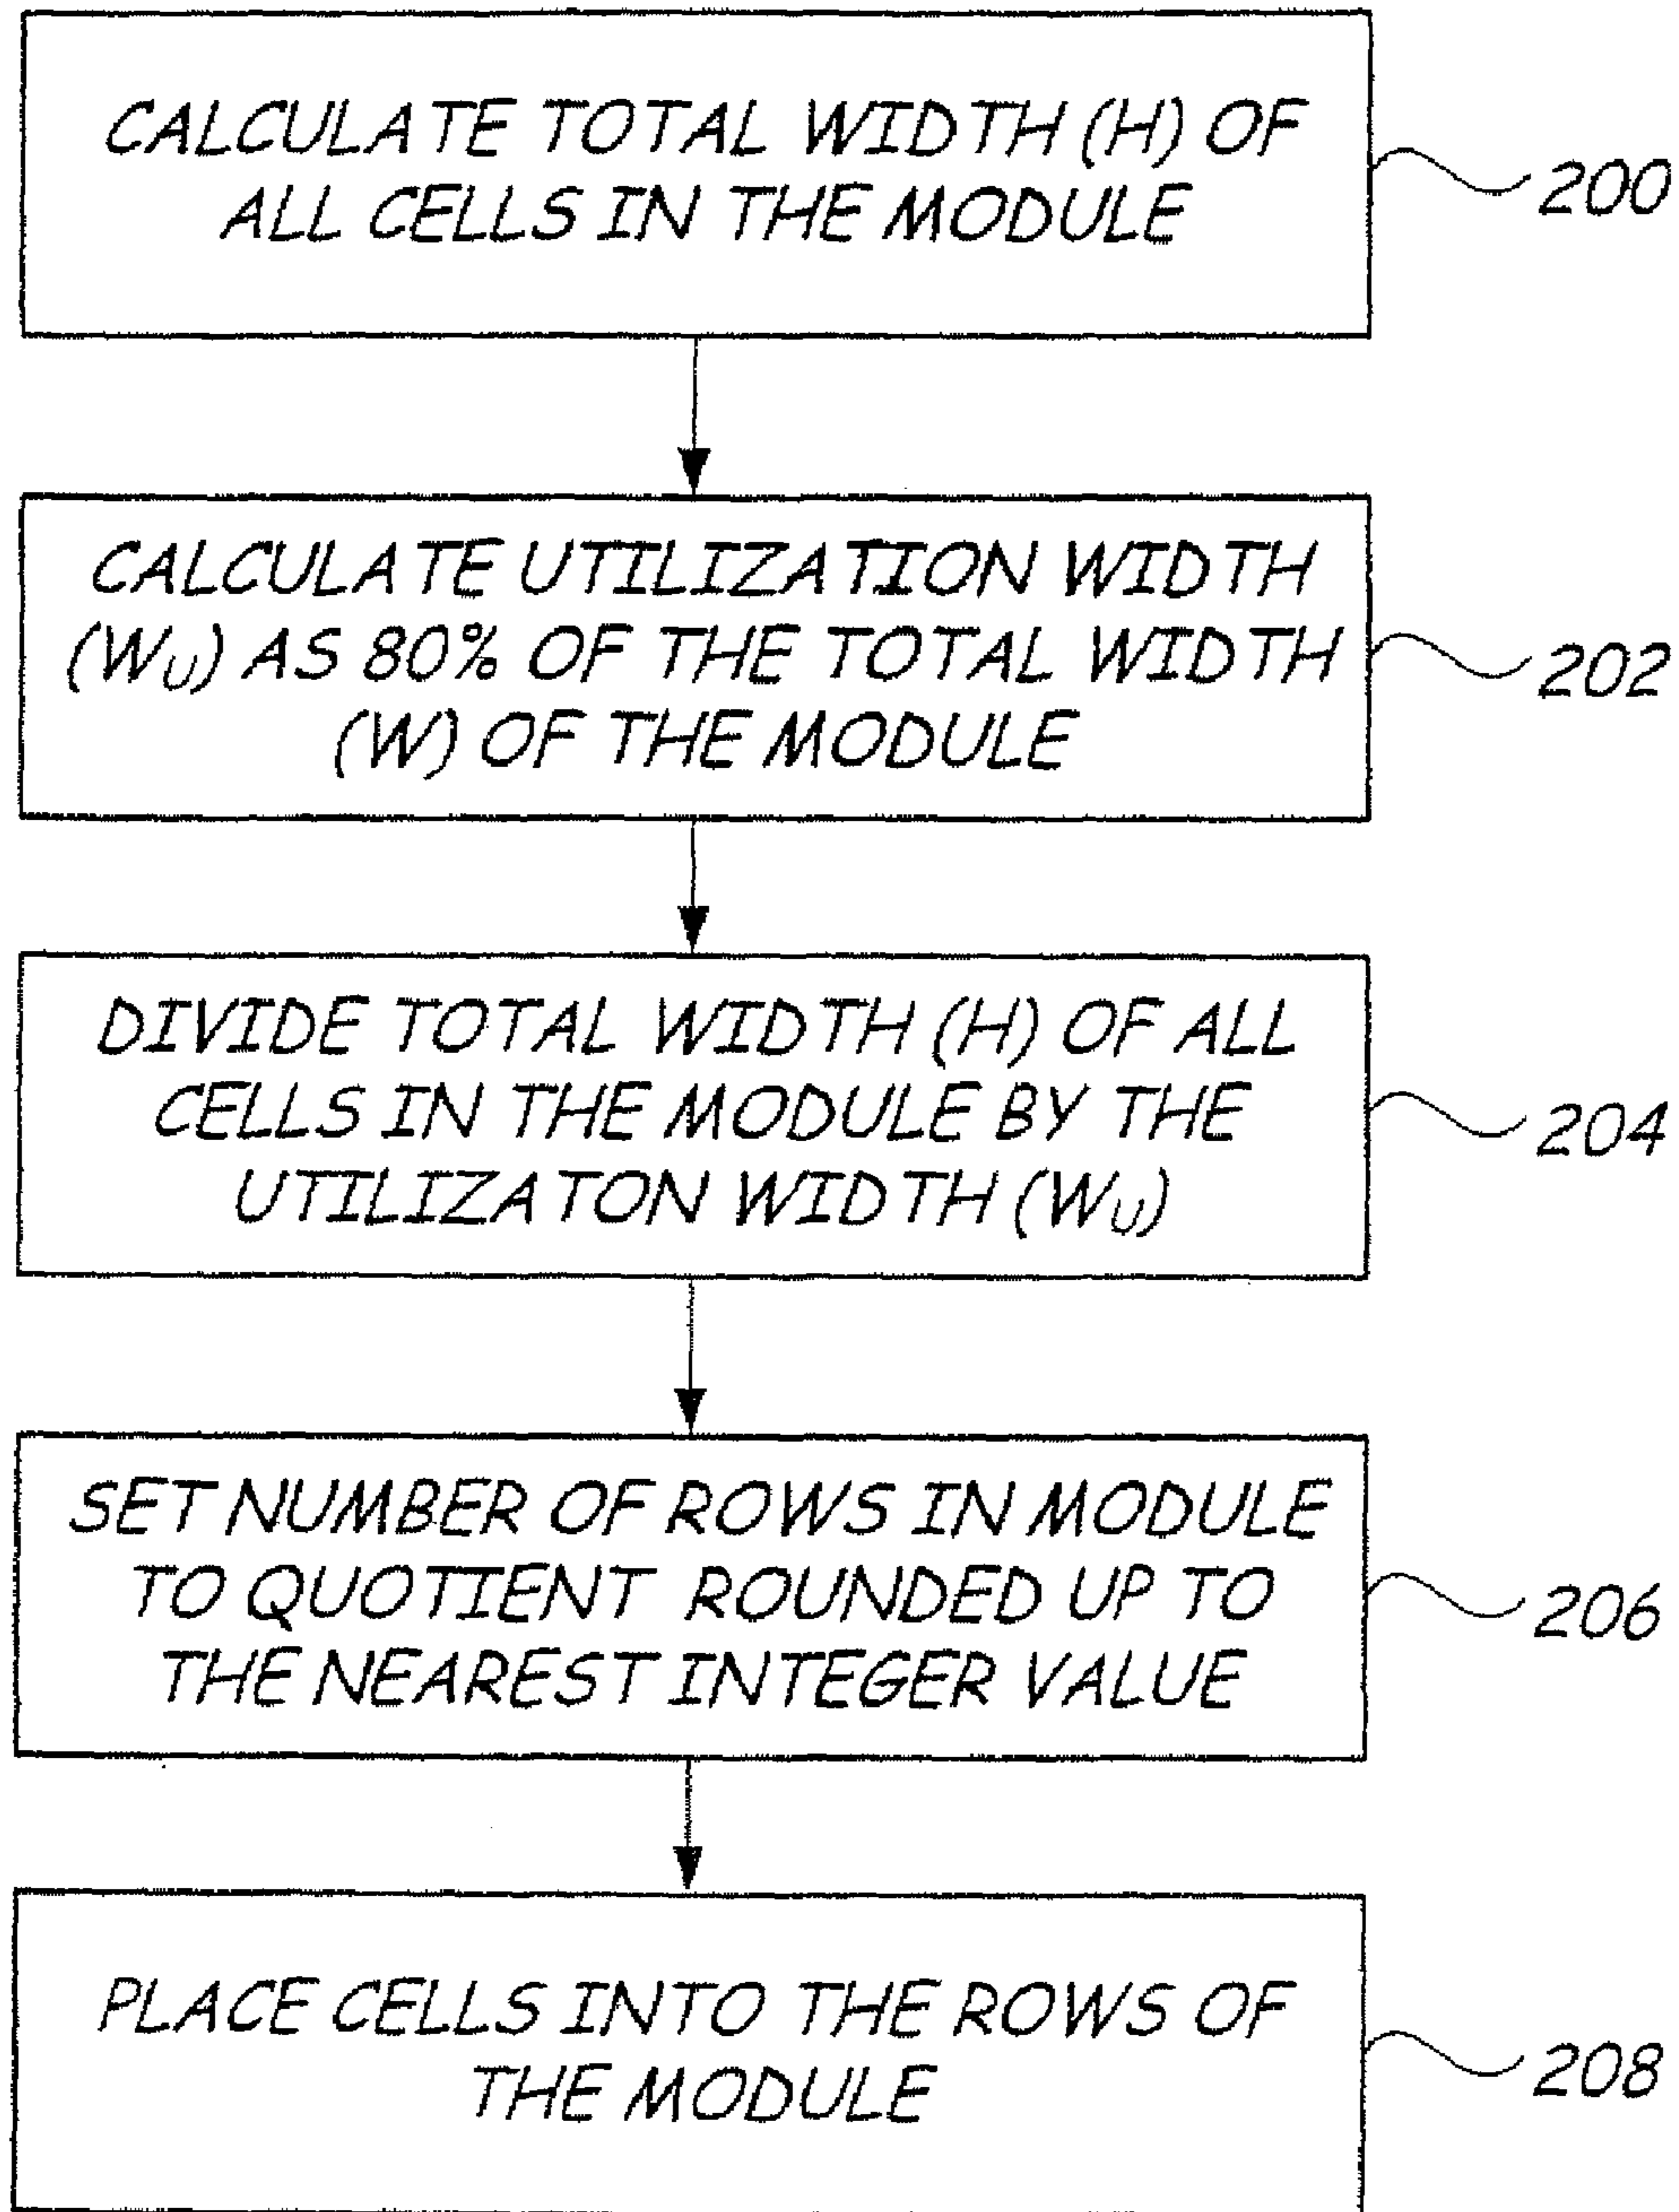 CALCULATE TOTAL WIDTH (H) OF
ALL CELLS IN THE MODULE
200
CALCULATE UTILIZATION WIDTH
(WU) AS 80% OF THE TOTAL WIDTH
(W) OF THE MODULE
202
DIVIDE TOTAL WIDTH (H) OF ALL
CELLS IN THE MODULE BY THE
UTILIZATON WIDTH (WU)
204
SET NUMBER OF ROWS IN MODULE
TO QUOTIENT ROUNDED UP TO
THE NEAREST INTEGER VALUE
206
PLACE CELLS INTO THE ROWS OF
THE MODULE
208